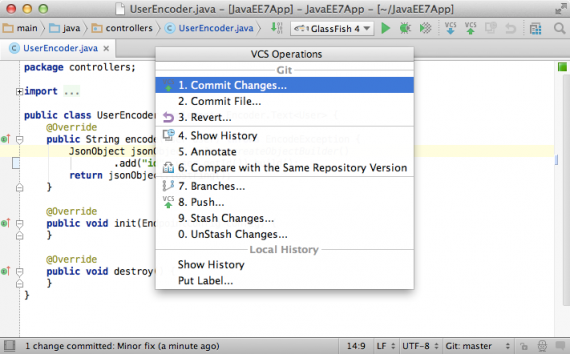 UserEncoder.java - [JavaEE7App] - [~/JavaEE7App]
main java controllers UserEncoder.java GlassFish 4 VCS VCS
UserEncoder.java
package controllers;
import ...
public class UserEncoder
@Override
public String encode
JsonObject json
.add("i
return jsonObjec
}
@Override
public void init(En
}
@Override
public void destroy(
}
}
VCS Operations
Git
1. Commit Changes...
2. Commit File...
3. Revert...
4. Show History
5. Annotate
6. Compare with the Same Repository Version
7. Branches...
8. Push...
VCS
9. Stash Changes...
0. UnStash Changes...
Local History
Show History
Put Label...
1 change committed: Minor fix (a minute ago) 14:9 LF UTF-8 Git: master